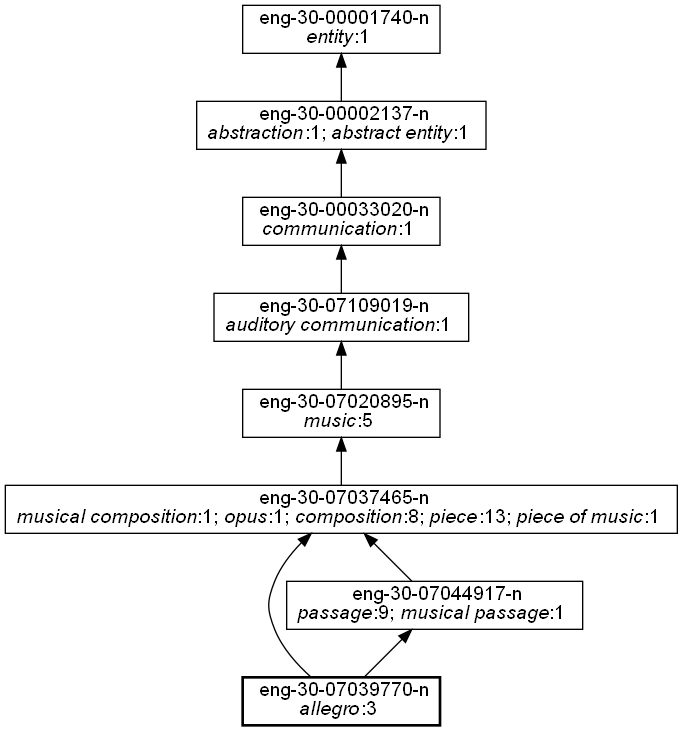 eng-30-00001740-n
entity:1
eng-30-00002137-n
abstraction:1; abstract entity:1
eng-30-00033020-n
communication:1
eng-30-07109019-n
auditory communication:1
eng-30-07020895-n
music:5
eng-30-07037465-n
musical composition:1; opus:1; composition:8; piece:13; piece of music:1
eng-30-07044917-n
passage:9; musical passage:1
eng-30-07039770-n
allegro:3